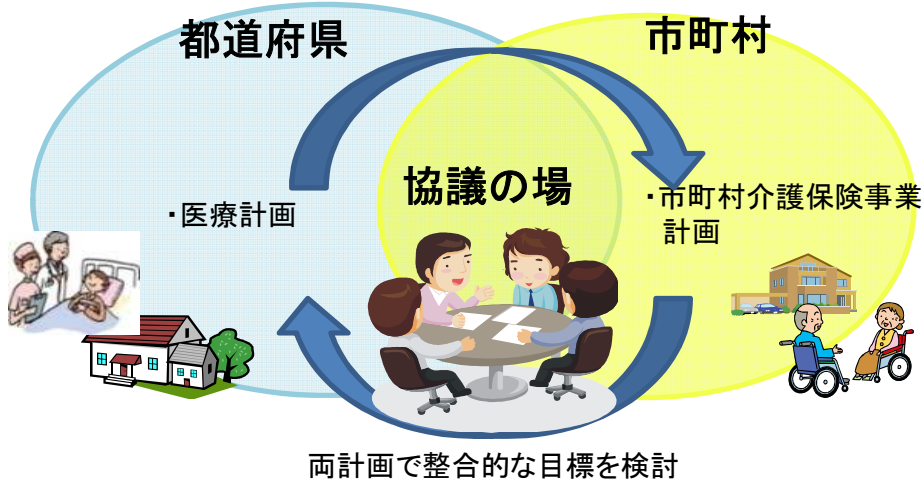 都道府県
市町村
協議の場
・医療計画
・市町村介護保険事業
計画
両計画で整合的な目標を検討